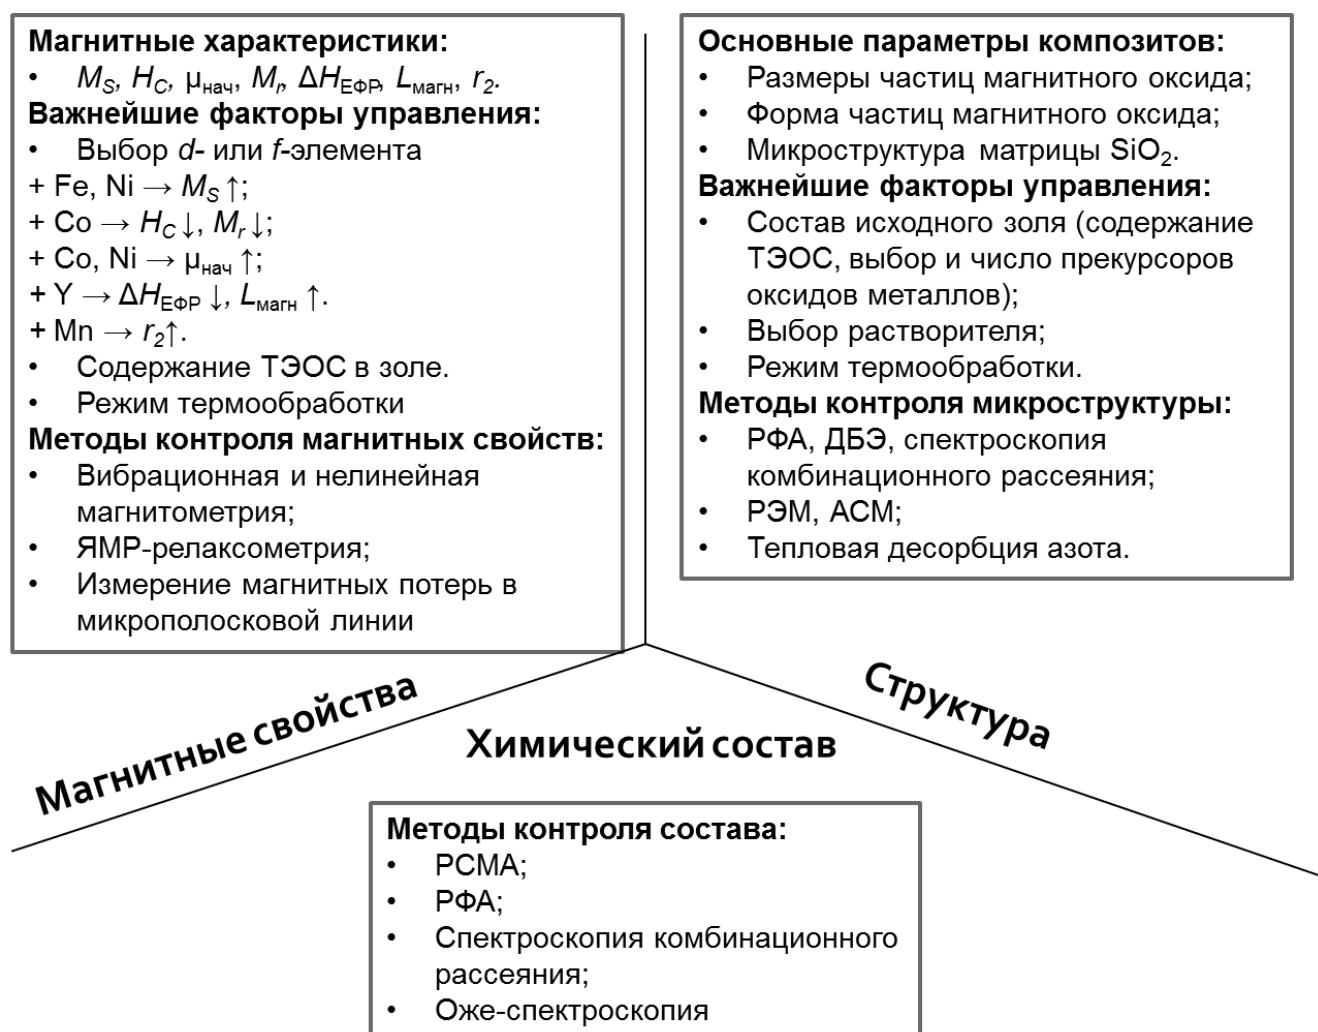 Магнитные характеристики:
• M_S, H_C, μ_нач, M_r, ΔH_ЕФР, L_магн, r_2.
Важнейшие факторы управления:
• Выбор d- или f-элемента
+ Fe, Ni → M_S ↑;
+ Co → H_C ↓, M_r ↓;
+ Co, Ni → μ_нач ↑;
+ Y → ΔH_ЕФР ↓, L_магн ↑.
+ Mn → r_2↑.
• Содержание ТЭОС в золе.
• Режим термообработки
Методы контроля магнитных свойств:
• Вибрационная и нелинейная
магнитометрия;
• ЯМР-релаксометрия;
• Измерение магнитных потерь в
микрополосковой линии
Основные параметры композитов:
• Размеры частиц магнитного оксида;
• Форма частиц магнитного оксида;
• Микроструктура матрицы SiO₂.
Важнейшие факторы управления:
• Состав исходного золя (содержание
ТЭОС, выбор и число прекурсоров
оксидов металлов);
• Выбор растворителя;
• Режим термообработки.
Методы контроля микроструктуры:
• РФА, ДБЭ, спектроскопия
комбинационного рассеяния;
• РЭМ, АСМ;
• Тепловая десорбция азота.
Магнитные свойства
Структура
Химический состав
Методы контроля состава:
• РСМА;
• РФА;
• Спектроскопия комбинационного
рассеяния;
• Оже-спектроскопия